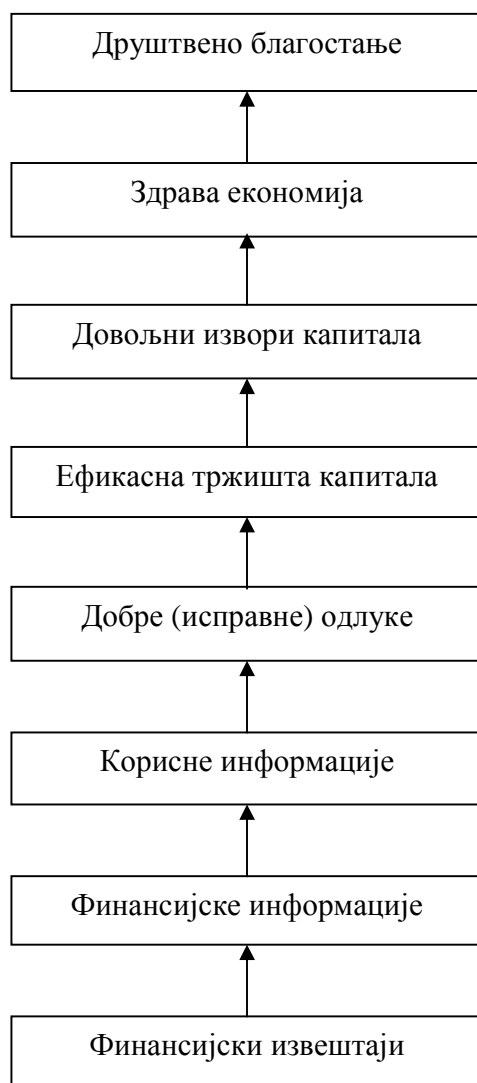 Друштвено благостање
Здрава економија
Довољни извори капитала
Ефикасна тржишта капитала
Добре (исправне) одлуке
Корисне информације
Финансијске информације
Финансијски извештаји